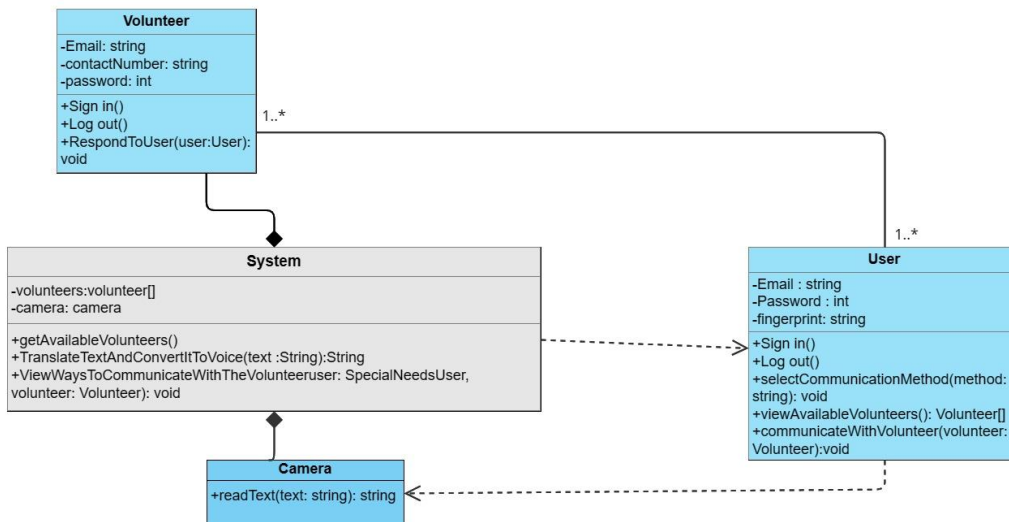 Volunteer
-Email: string
-contactNumber: string
-password: int
+Sign in()
+Log out()
+RespondToUser(user:User):
void
1..*
1..*
System
-volunteers:volunteer[]
-camera: camera
+getAvailableVolunteers()
+TranslateTextAndConvertItToVoice(text :String):String
+ViewWaysToCommunicateWithTheVolunteeruser: SpecialNeedsUser,
volunteer: Volunteer): void
User
-Email : string
-Password : int
-fingerprint: string
+Sign in()
+Log out()
+selectCommunicationMethod(method:
string): void
+viewAvailableVolunteers(): Volunteer[]
+communicateWithVolunteer(volunteer:
Volunteer):void
Camera
+readText(text: string): string